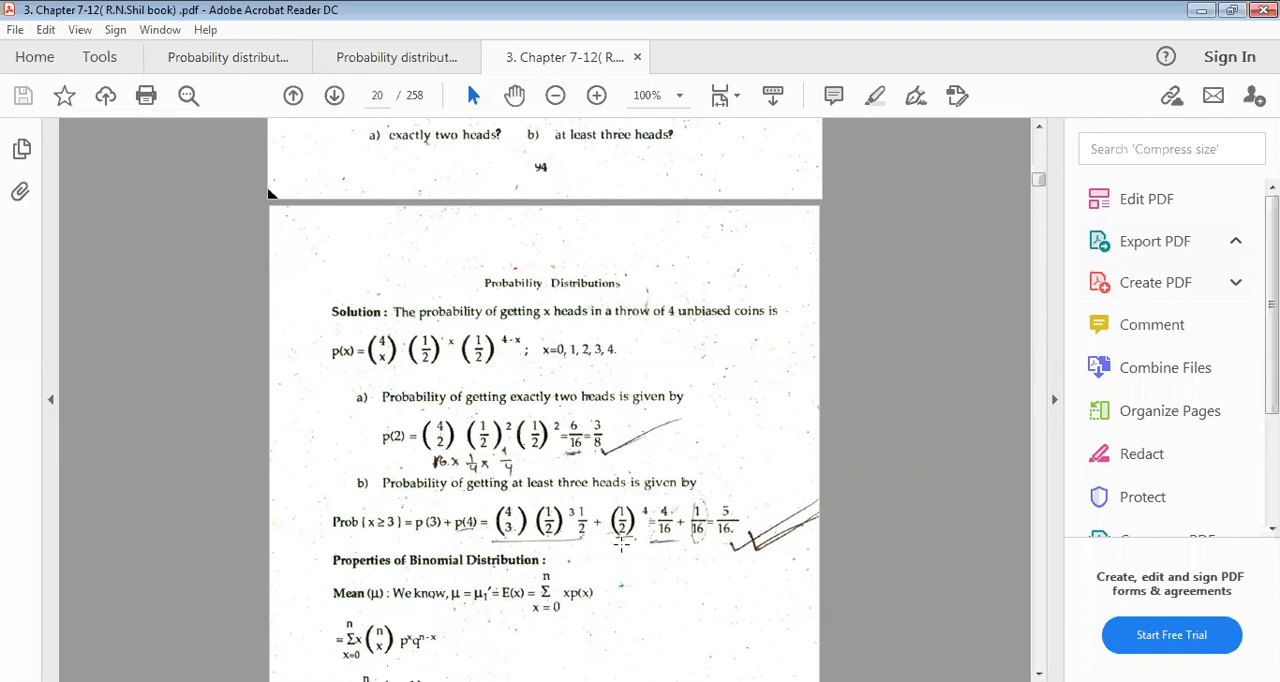 3. Chapter 7-12( R.N.Shil book) .pdf - Adobe Acrobat Reader DC
File Edit View Sign Window Help
Home Tools Probability distribut... Probability distribut... 3. Chapter 7-12( R.... × Sign In
20 / 258 100%
a) exactly two heads? b) at least three heads?
94
Search 'Compress size'
Edit PDF
Export PDF
Create PDF
Comment
Combine Files
Organize Pages
Redact
Protect
Probability Distributions
Solution : The probability of getting x heads in a throw of 4 unbiased coins is
p(x) = (4 x) (1/2)^x (1/2)^4-x ; x=0, 1, 2, 3, 4.
a) Probability of getting exactly two heads is given by
p(2) = (4 2) (1/2)^2 (1/2)^2 = 6/16 = 3/8
x 1/4 x 1/4
b) Probability of getting at least three heads is given by
Prob { x ≥ 3 } = p (3) + p(4) = (4 3) (1/2)^3 1/2 + (1/2)^4 = 4/16 + 1/16 = 5/16.
Properties of Binomial Distribution :
Mean (μ) : We know, μ = μ₁′ = E(x) = Σ x=0 n xp(x)
= Σ x=0 n x (n x) p^x q^n-x
n
Create, edit and sign PDF
forms & agreements
Start Free Trial